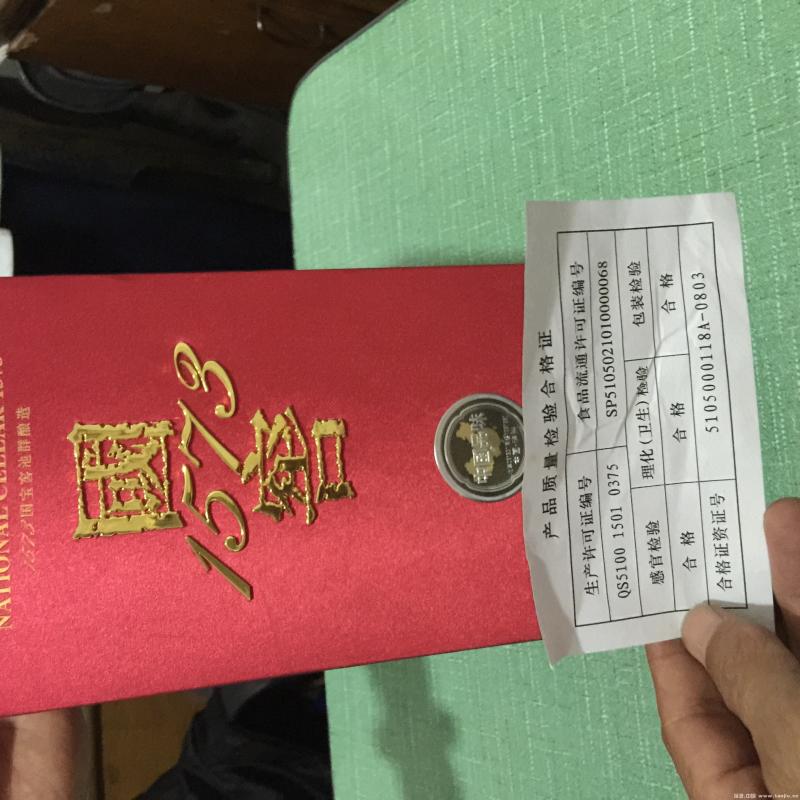 NATIONAL CELLAR 1573
1573国宝窖池群酿造
國窖
1573
中国品味
产品质量检验合格证
生产许可证编号 食品流通许可证编号
QS5100 1501 0375 SP5105021010000068
感官检验 理化(卫生)检验 包装检验
合格 合格 合格
合格证资证号 5105000118A-0803